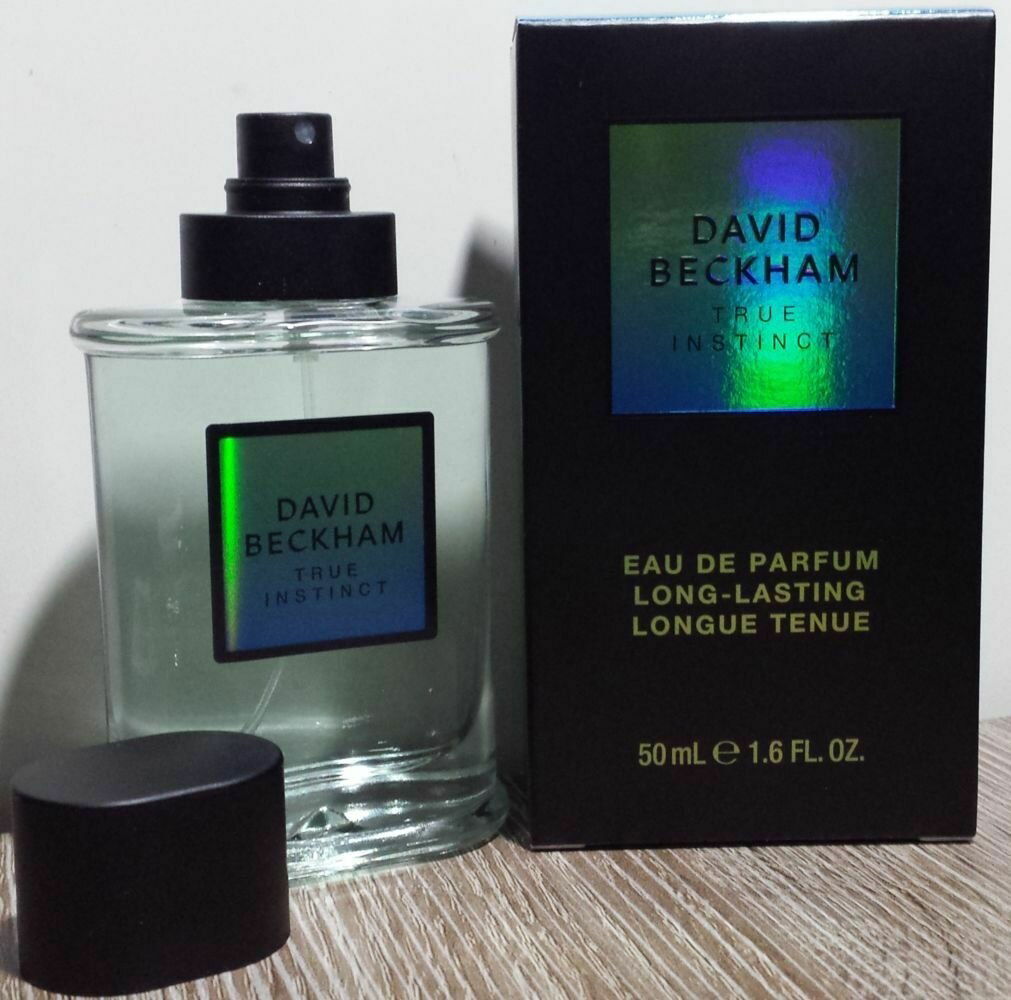 DAVID
BECKHAM
TRUE
INSTINCT
DAVID
BECKHAM
TRUE
INSTINCT
EAU DE PARFUM
LONG-LASTING
LONGUE TENUE
50 mL ℮ 1.6 FL. OZ.